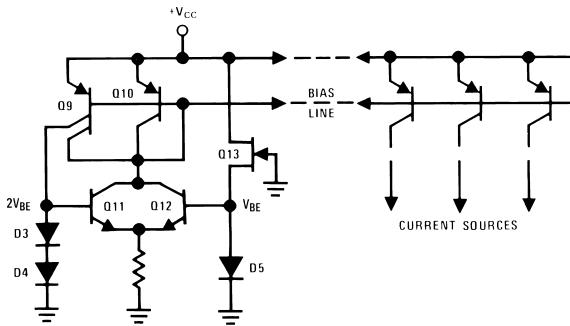 +VCC
Q9
Q10
BIAS
LINE
Q13
2VBE
Q11
Q12
VBE
D3
D4
D5
CURRENT SOURCES